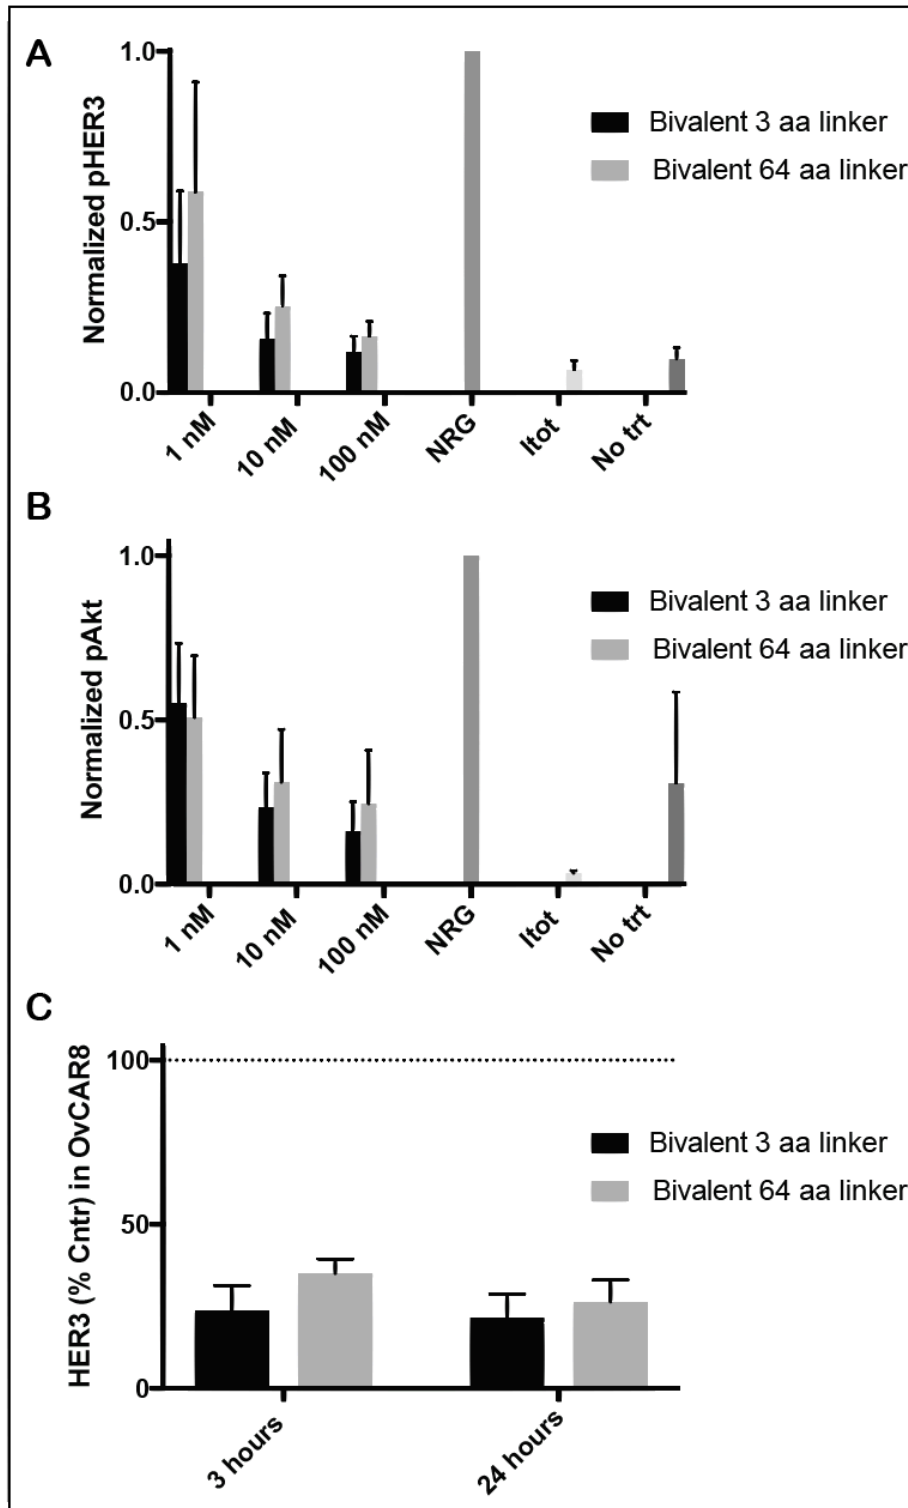 A
Normalized pHER3
1.0
0.5
0.0
1 nM
10 nM
100 nM
NRG
Itot
No trt
Bivalent 3 aa linker
Bivalent 64 aa linker
B
Normalized pAkt
1.0
0.5
0.0
1 nM
10 nM
100 nM
NRG
Itot
No trt
Bivalent 3 aa linker
Bivalent 64 aa linker
C
HER3 (% Cntr) in OvCAR8
100
50
0
3 hours
24 hours
Bivalent 3 aa linker
Bivalent 64 aa linker